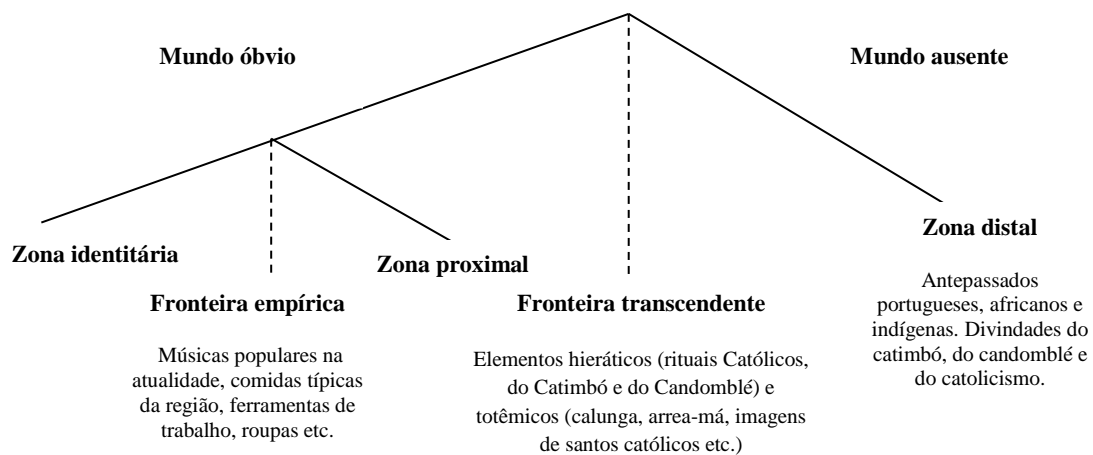 Mundo óbvio
Mundo ausente
Zona identitária
Zona proximal
Zona distal
Fronteira empírica
Músicas populares na
atualidade, comidas típicas
da região, ferramentas de
trabalho, roupas etc.
Fronteira transcendente
Elementos hieráticos (rituais Católicos,
do Catimbó e do Candomblé) e
totêmicos (calunga, arrea-má, imagens
de santos católicos etc.)
Antepassados
portugueses, africanos e
indígenas. Divindades do
catimbó, do candomblé e
do catolicismo.